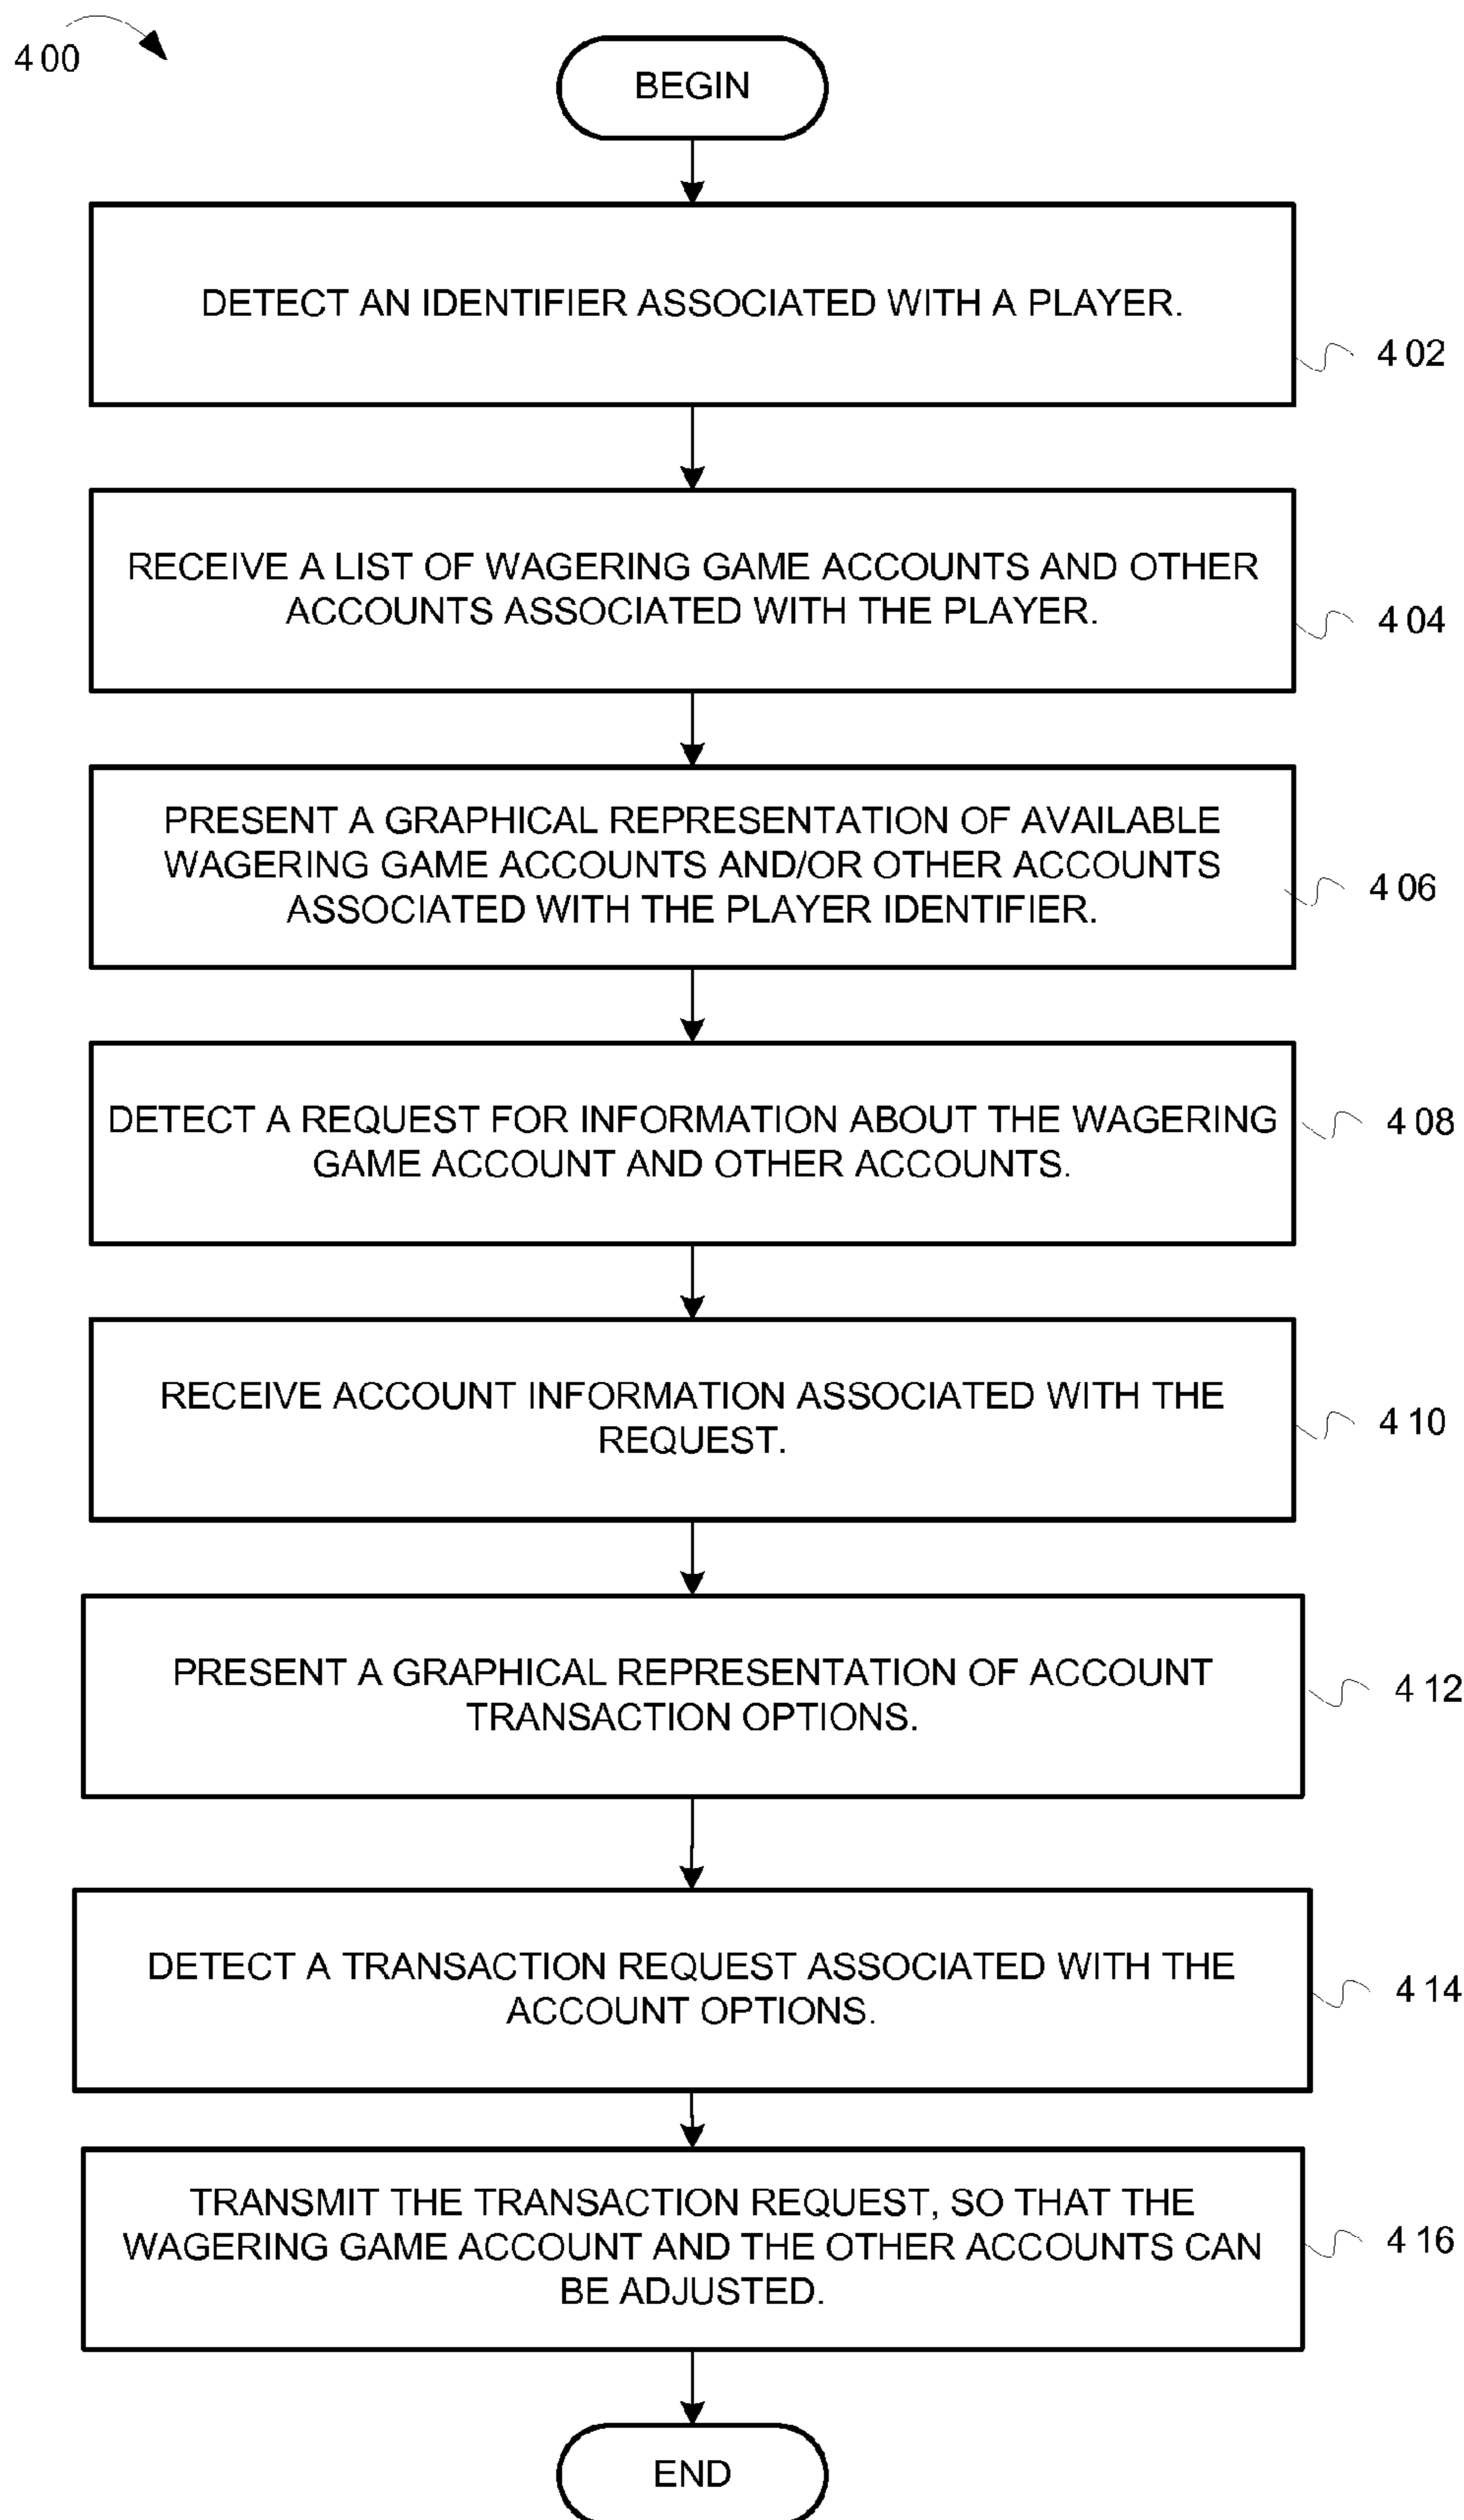 400
BEGIN
DETECT AN IDENTIFIER ASSOCIATED WITH A PLAYER.
402
RECEIVE A LIST OF WAGERING GAME ACCOUNTS AND OTHER
ACCOUNTS ASSOCIATED WITH THE PLAYER.
404
PRESENT A GRAPHICAL REPRESENTATION OF AVAILABLE
WAGERING GAME ACCOUNTS AND/OR OTHER ACCOUNTS
ASSOCIATED WITH THE PLAYER IDENTIFIER.
406
DETECT A REQUEST FOR INFORMATION ABOUT THE WAGERING
GAME ACCOUNT AND OTHER ACCOUNTS.
408
RECEIVE ACCOUNT INFORMATION ASSOCIATED WITH THE
REQUEST.
410
PRESENT A GRAPHICAL REPRESENTATION OF ACCOUNT
TRANSACTION OPTIONS.
412
DETECT A TRANSACTION REQUEST ASSOCIATED WITH THE
ACCOUNT OPTIONS.
414
TRANSMIT THE TRANSACTION REQUEST, SO THAT THE
WAGERING GAME ACCOUNT AND THE OTHER ACCOUNTS CAN
BE ADJUSTED.
416
END